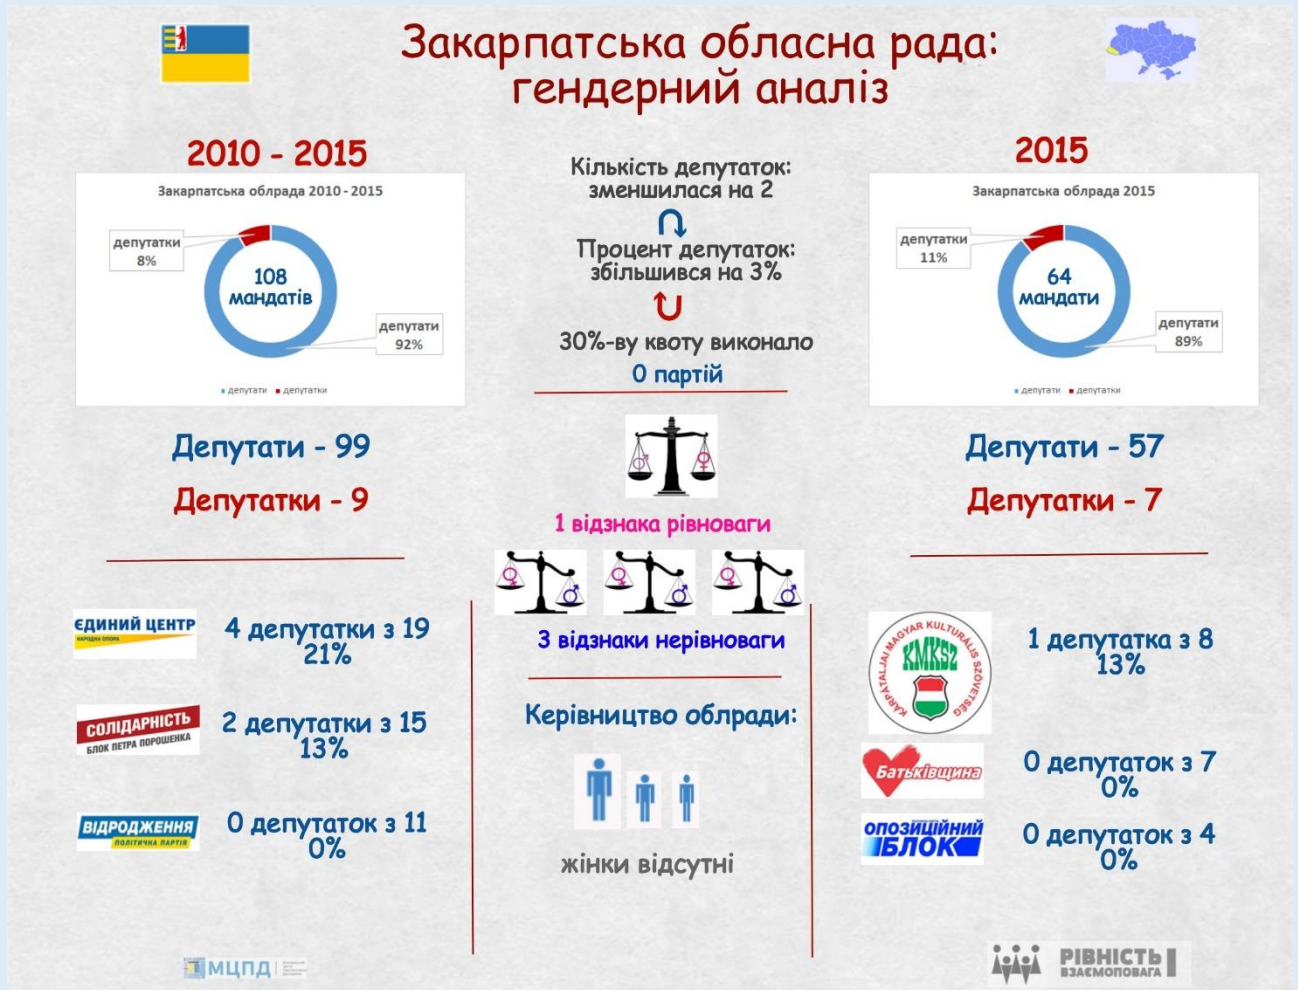 Закарпатська обласна рада:
гендерний аналіз
2010 - 2015
Закарпатська облрада 2010 - 2015
депутатки
8%
108
мандатів
депутати
92%
депутати депутатки
Депутати - 99
Депутатки - 9
ЄДИНИЙ ЦЕНТР
НАРОДНА ОПОРА
4 депутатки з 19
21%
СОЛІДАРНІСТЬ
БЛОК ПЕТРА ПОРОШЕНКА
2 депутатки з 15
13%
ВІДРОДЖЕННЯ
ПОЛІТИЧНА ПАРТІЯ
0 депутаток з 11
0%
Кількість депутаток:
зменшилася на 2
Процент депутаток:
збільшився на 3%
30%-ву квоту виконало
0 партій
1 відзнака рівноваги
3 відзнаки нерівноваги
Керівництво облради:
жінки відсутні
2015
Закарпатська облрада 2015
депутатки
11%
64
мандати
депутати
89%
депутати депутатки
Депутати - 57
Депутатки - 7
KÁRPÁTALJAI MAGYAR KULTURÁLIS SZÖVETSÉG
KMKSZ
1 депутатка з 8
13%
Батьківщина
0 депутаток з 7
0%
ОПОЗИЦІЙНИЙ
БЛОК
0 депутаток з 4
0%
МЦПД
РІВНІСТЬ
ВЗАЄМОПОВАГА